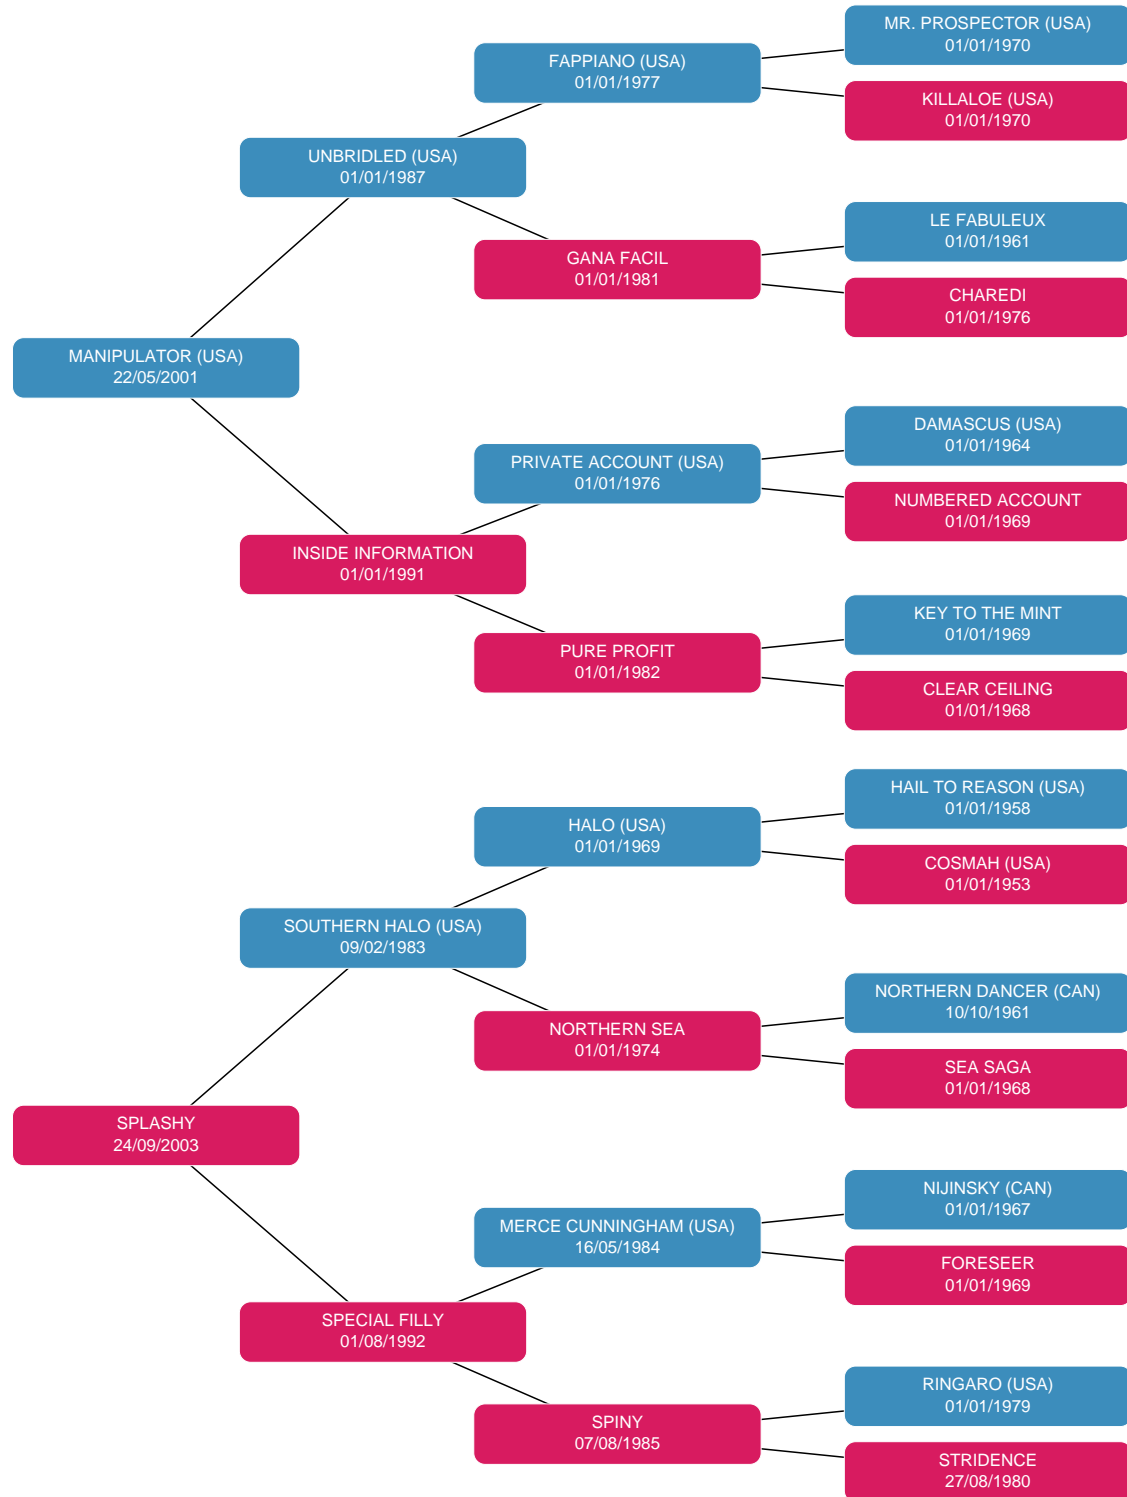 MR. PROSPECTOR (USA)
01/01/1970
FAPPIANO (USA)
01/01/1977
KILLALOE (USA)
01/01/1970
UNBRIDLED (USA)
01/01/1987
LE FABULEUX
01/01/1961
GANA FACIL
01/01/1981
CHAREDI
01/01/1976
MANIPULATOR (USA)
22/05/2001
DAMASCUS (USA)
01/01/1964
PRIVATE ACCOUNT (USA)
01/01/1976
NUMBERED ACCOUNT
01/01/1969
INSIDE INFORMATION
01/01/1991
KEY TO THE MINT
01/01/1969
PURE PROFIT
01/01/1982
CLEAR CEILING
01/01/1968
HAIL TO REASON (USA)
01/01/1958
HALO (USA)
01/01/1969
COSMAH (USA)
01/01/1953
SOUTHERN HALO (USA)
09/02/1983
NORTHERN DANCER (CAN)
10/10/1961
NORTHERN SEA
01/01/1974
SEA SAGA
01/01/1968
SPLASHY
24/09/2003
NIJINSKY (CAN)
01/01/1967
MERCE CUNNINGHAM (USA)
16/05/1984
FORESEER
01/01/1969
SPECIAL FILLY
01/08/1992
RINGARO (USA)
01/01/1979
SPINY
07/08/1985
STRIDENCE
27/08/1980